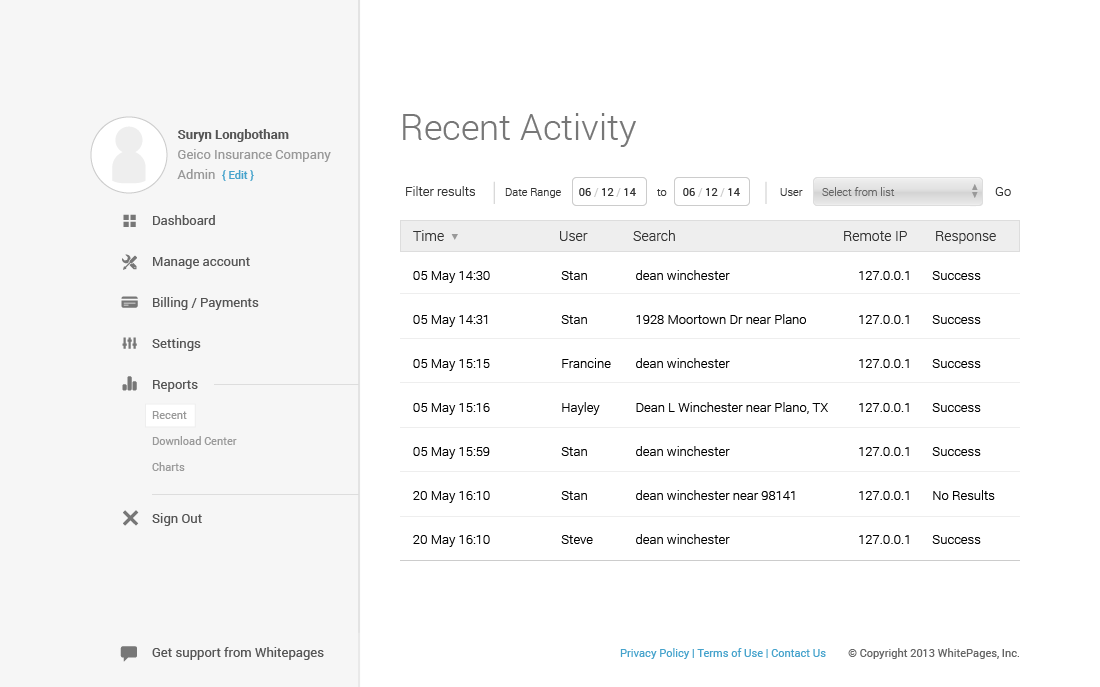 Suryn Longbotham
Geico Insurance Company
Admin { Edit }
Dashboard
Manage account
Billing / Payments
Settings
Reports
Recent
Download Center
Charts
Sign Out
Get support from Whitepages
Recent Activity
Filter results Date Range 06 / 12 / 14 to 06 / 12 / 14 User Select from list Go
Time User Search Remote IP Response
05 May 14:30 Stan dean winchester 127.0.0.1 Success
05 May 14:31 Stan 1928 Moortown Dr near Plano 127.0.0.1 Success
05 May 15:15 Francine dean winchester 127.0.0.1 Success
05 May 15:16 Hayley Dean L Winchester near Plano, TX 127.0.0.1 Success
05 May 15:59 Stan dean winchester 127.0.0.1 Success
20 May 16:10 Stan dean winchester near 98141 127.0.0.1 No Results
20 May 16:10 Steve dean winchester 127.0.0.1 Success
Privacy Policy | Terms of Use | Contact Us © Copyright 2013 WhitePages, Inc.